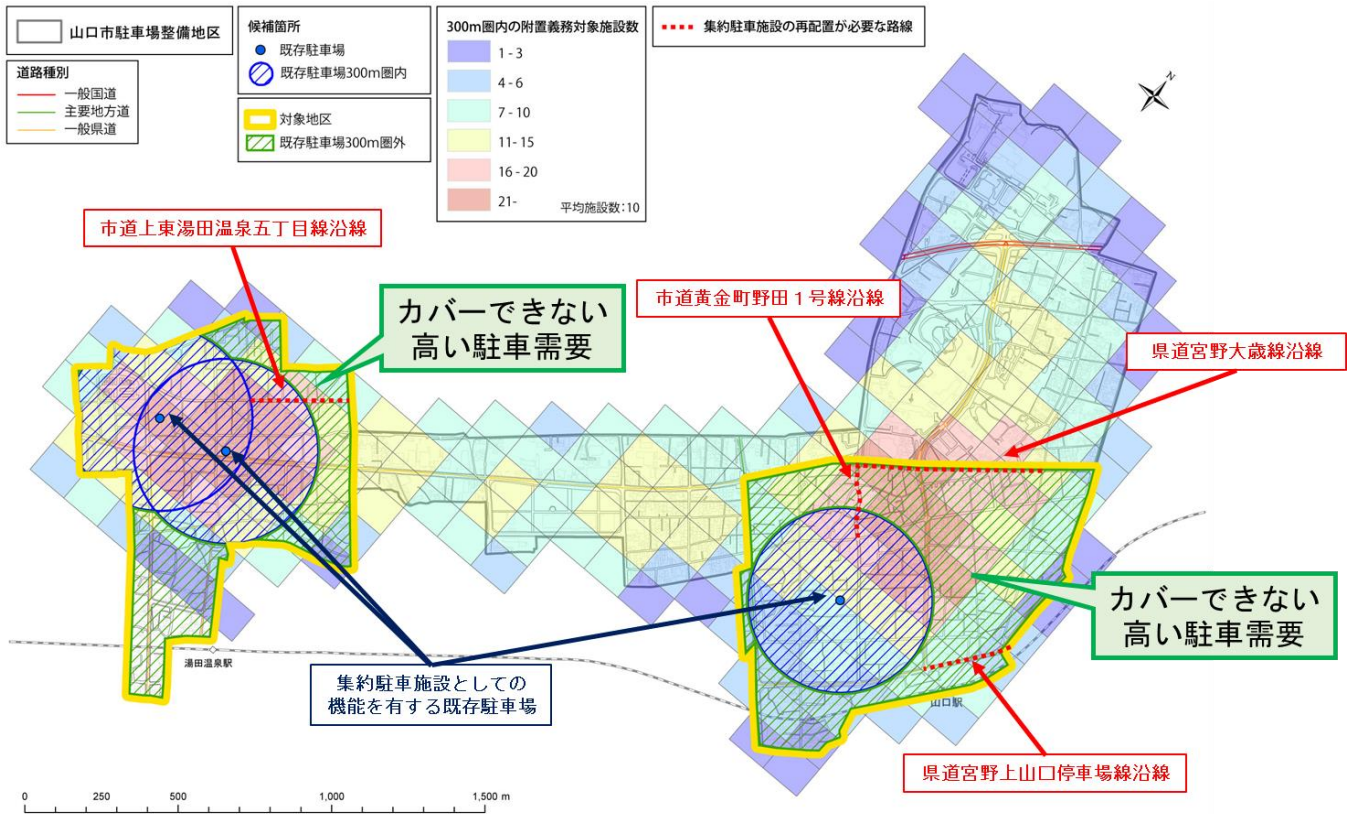 山口市駐車場整備地区
道路種別
一般国道
主要地方道
一般県道
候補箇所
既存駐車場
既存駐車場300m圏内
対象地区
既存駐車場300m圏外
300m圏内の附置義務対象施設数
1 - 3
4 - 6
7 - 10
11 - 15
16 - 20
21-
平均施設数:10
集約駐車施設の再配置が必要な路線
N
市道上東湯田温泉五丁目線沿線
カバーできない
高い駐車需要
市道黄金町野田1号線沿線
県道宮野大歳線沿線
カバーできない
高い駐車需要
湯田温泉駅
集約駐車施設としての
機能を有する既存駐車場
山口駅
県道宮野上山口停車場線沿線
0 250 500 1,000 1,500 m